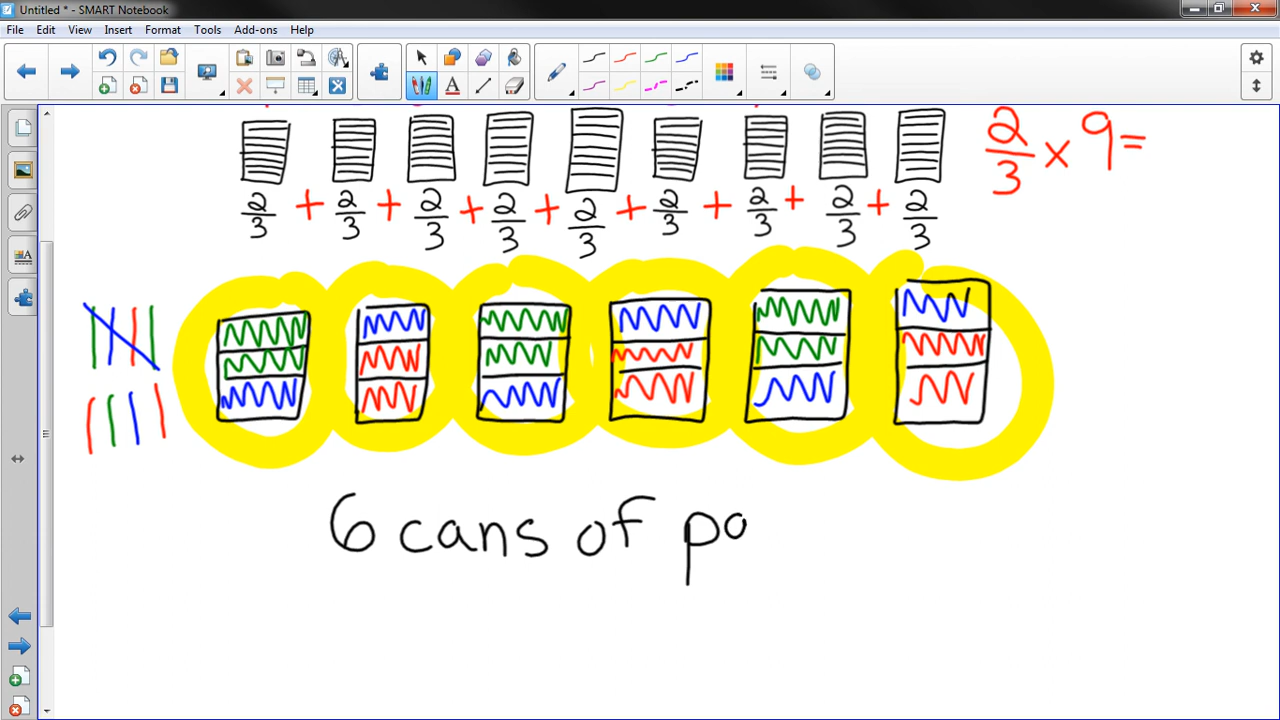 Untitled * - SMART Notebook
File Edit View Insert Format Tools Add-ons Help
2/3 × 9 =
2/3 + 2/3 + 2/3 + 2/3 + 2/3 + 2/3 + 2/3 + 2/3 + 2/3
6 cans of pa